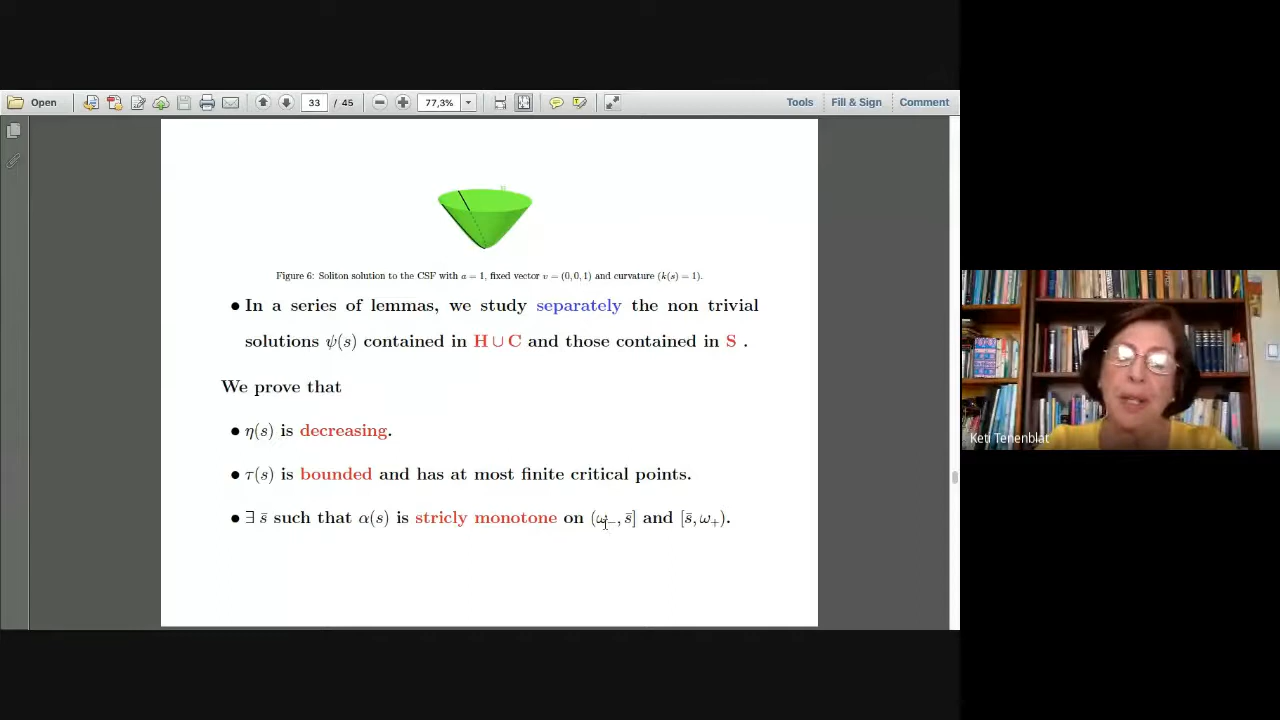 Open
33 / 45
77,3%
Tools
Fill & Sign
Comment
Figure 6: Soliton solution to the CSF with a = 1, fixed vector v = (0,0,1) and curvature (k(s) = 1).
● In a series of lemmas, we study separately the non trivial
solutions ψ(s) contained in H ∪ C and those contained in S .
We prove that
● η(s) is decreasing.
● τ(s) is bounded and has at most finite critical points.
● ∃ s̄ such that α(s) is stricly monotone on (ω₋, s̄] and [s̄, ω₊).
Keti Tenenblat